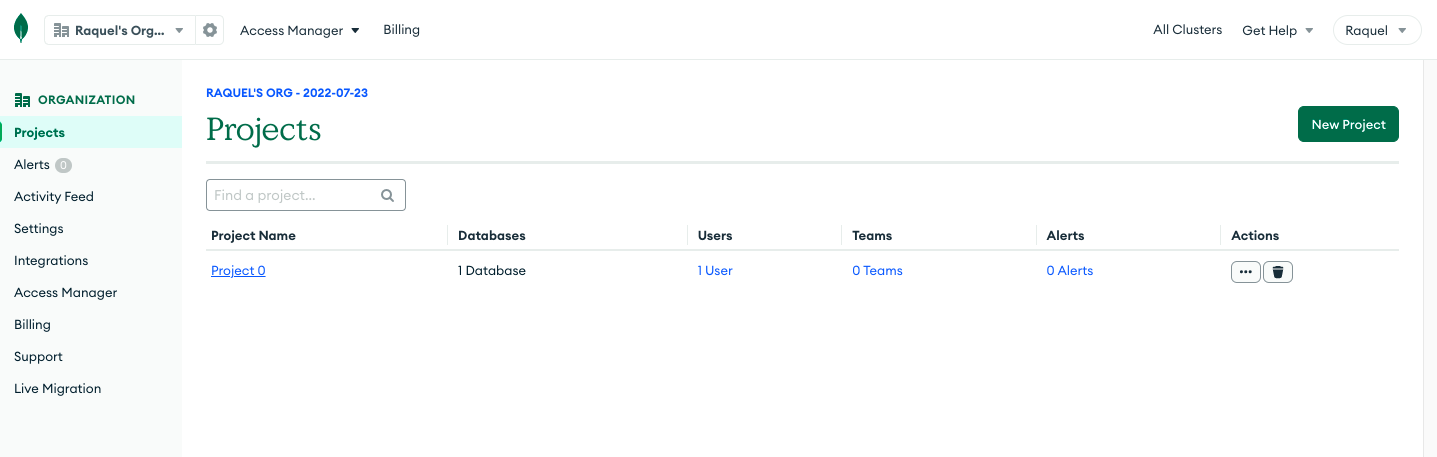 Raquel's Org... Access Manager Billing All Clusters Get Help Raquel
ORGANIZATION
Projects
Alerts 0
Activity Feed
Settings
Integrations
Access Manager
Billing
Support
Live Migration
RAQUEL'S ORG - 2022-07-23
Projects
New Project
Find a project...
Project Name Databases Users Teams Alerts Actions
Project 0 1 Database 1 User 0 Teams 0 Alerts